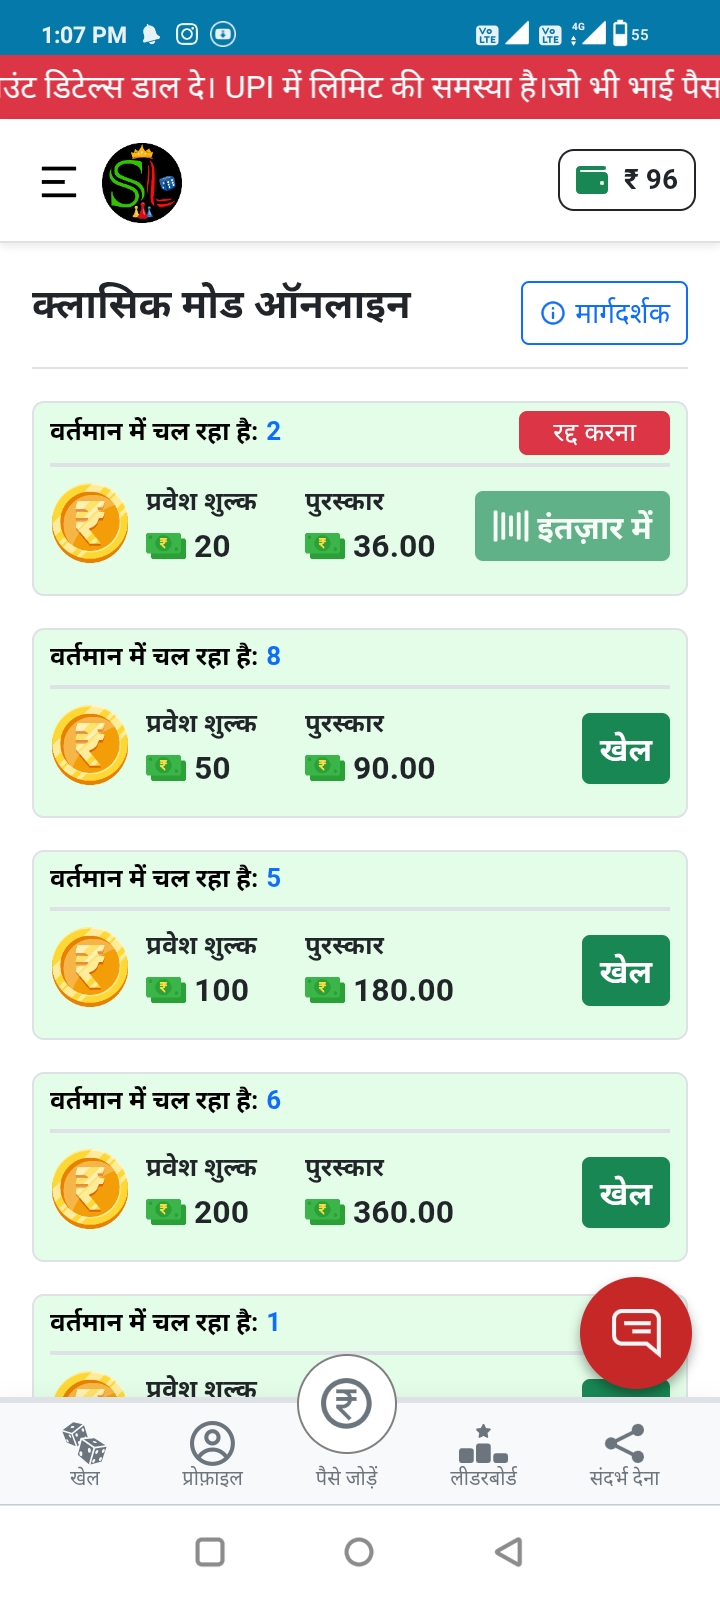 1:07 PM
Vo LTE
Vo LTE
4G
55
उंट डिटेल्स डाल दे। UPI में लिमिट की समस्या है।जो भी भाई पैस
SL
₹ 96
क्लासिक मोड ऑनलाइन
मार्गदर्शक
वर्तमान में चल रहा है: 2
रद्द करना
प्रवेश शुल्क
पुरस्कार
20
36.00
इंतज़ार में
वर्तमान में चल रहा है: 8
प्रवेश शुल्क
पुरस्कार
50
90.00
खेल
वर्तमान में चल रहा है: 5
प्रवेश शुल्क
पुरस्कार
100
180.00
खेल
वर्तमान में चल रहा है: 6
प्रवेश शुल्क
पुरस्कार
200
360.00
खेल
वर्तमान में चल रहा है: 1
प्रवेश शुल्क
खेल
प्रोफ़ाइल
पैसे जोड़ें
लीडरबोर्ड
संदर्भ देना